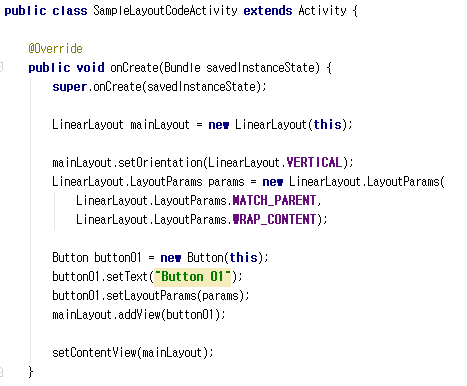 public class SampleLayoutCodeActivity extends Activity {
@Override
public void onCreate(Bundle savedInstanceState) {
super.onCreate(savedInstanceState);
LinearLayout mainLayout = new LinearLayout(this);
mainLayout.setOrientation(LinearLayout.VERTICAL);
LinearLayout.LayoutParams params = new LinearLayout.LayoutParams(
LinearLayout.LayoutParams.MATCH_PARENT,
LinearLayout.LayoutParams.WRAP_CONTENT);
Button button01 = new Button(this);
button01.setText("Button 01");
button01.setLayoutParams(params);
mainLayout.addView(button01);
setContentView(mainLayout);
}